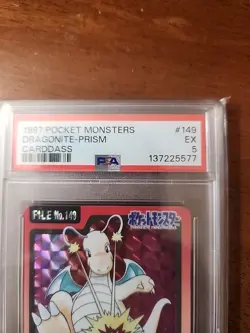 1997 POCKET MONSTERS #149
DRAGONITE-PRISM EX
CARDDASS 5
PSA 137225577
FILE No.149 ポケットモンスター